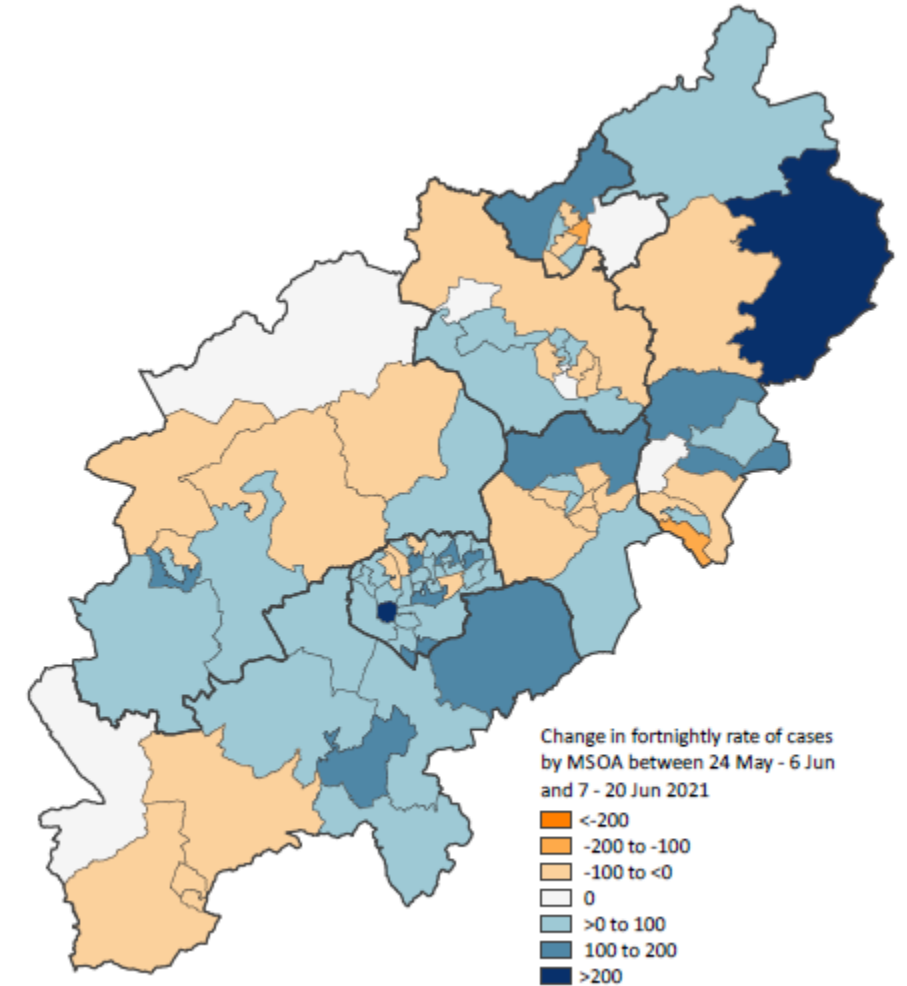 Change in fortnightly rate of cases
by MSOA between 24 May - 6 Jun
and 7 - 20 Jun 2021
<-200
-200 to -100
-100 to <0
0
>0 to 100
100 to 200
>200